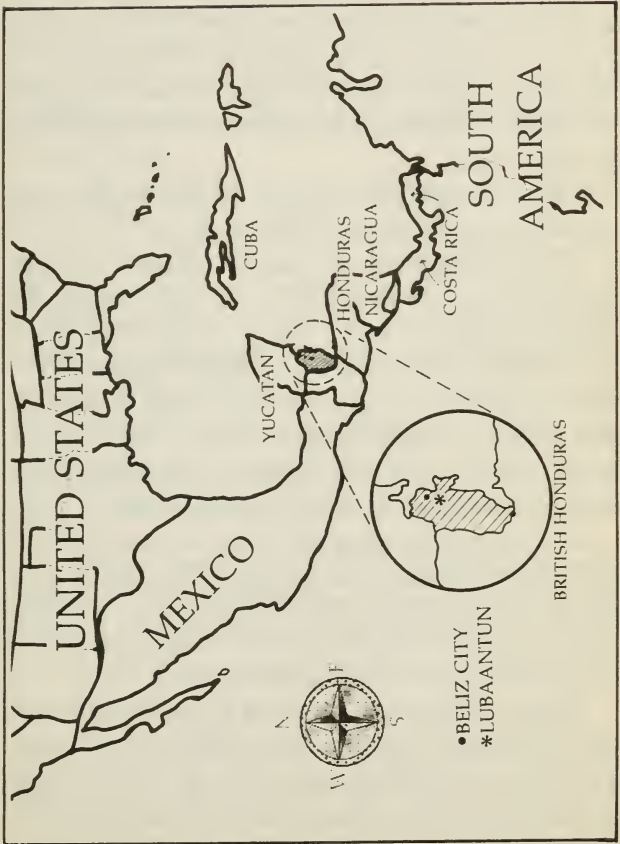 UNITED STATES
MEXICO
CUBA
YUCATAN
HONDURAS
NICARAGUA
COSTA RICA
SOUTH
AMERICA
N
W
S
•BELIZ CITY
*LUBAANTUN
BRITISH HONDURAS